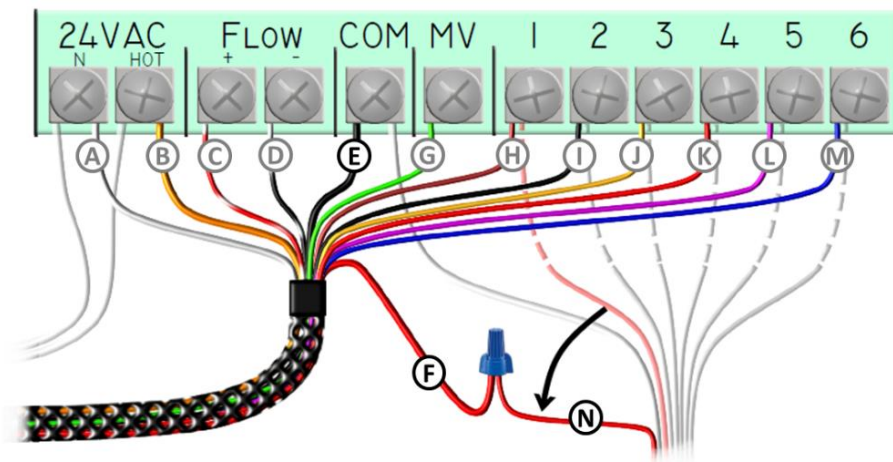 24VAC FLOW COM MV 1 2 3 4 5 6
N HOT + -
A B C D E G H I J K L M
F
N